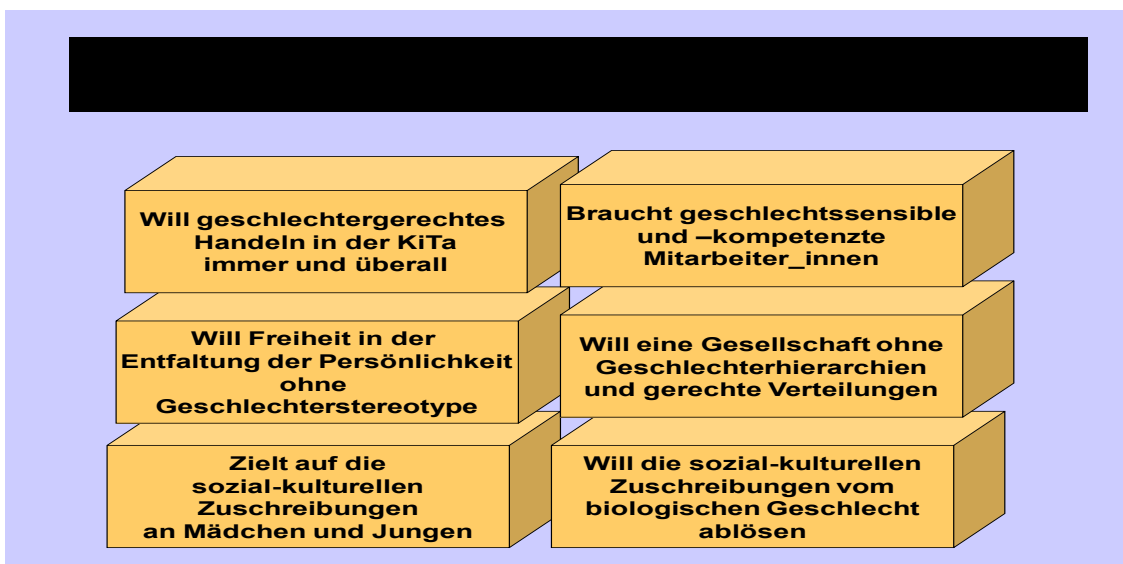 Will geschlechtergerechtes
Handeln in der KiTa
immer und überall
Braucht geschlechtssensible
und –kompetenzte
Mitarbeiter_innen
Will Freiheit in der
Entfaltung der Persönlichkeit
ohne
Geschlechterstereotype
Will eine Gesellschaft ohne
Geschlechterhierarchien
und gerechte Verteilungen
Zielt auf die
sozial-kulturellen
Zuschreibungen
an Mädchen und Jungen
Will die sozial-kulturellen
Zuschreibungen vom
biologischen Geschlecht
ablösen